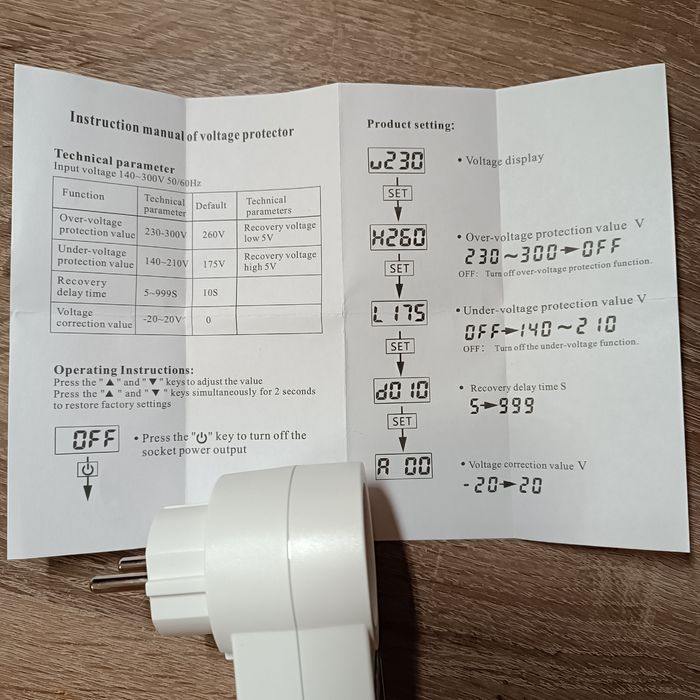 Instruction manual of voltage protector
Technical parameter
Input voltage 140~300V 50/60Hz
Function
Technical parameter
Default
Technical parameters
Over-voltage protection value
230-300V
260V
Recovery voltage low 5V
Under-voltage protection value
140~210V
175V
Recovery voltage high 5V
Recovery delay time
5~999S
10S
Voltage correction value
-20~20V
0
Operating Instructions:
Press the "▲" and "▼" keys to adjust the value
Press the "▲" and "▼" keys simultaneously for 2 seconds
to restore factory settings
OFF
• Press the "⏻" key to turn off the
socket power output
Product setting:
u230
• Voltage display
SET
H260
• Over-voltage protection value V
230~300→OFF
OFF: Turn off over-voltage protection function.
SET
L175
• Under-voltage protection value V
OFF→140~210
OFF: Turn off the under-voltage function.
SET
d010
• Recovery delay time S
5→999
SET
A 00
• Voltage correction value V
-20→20